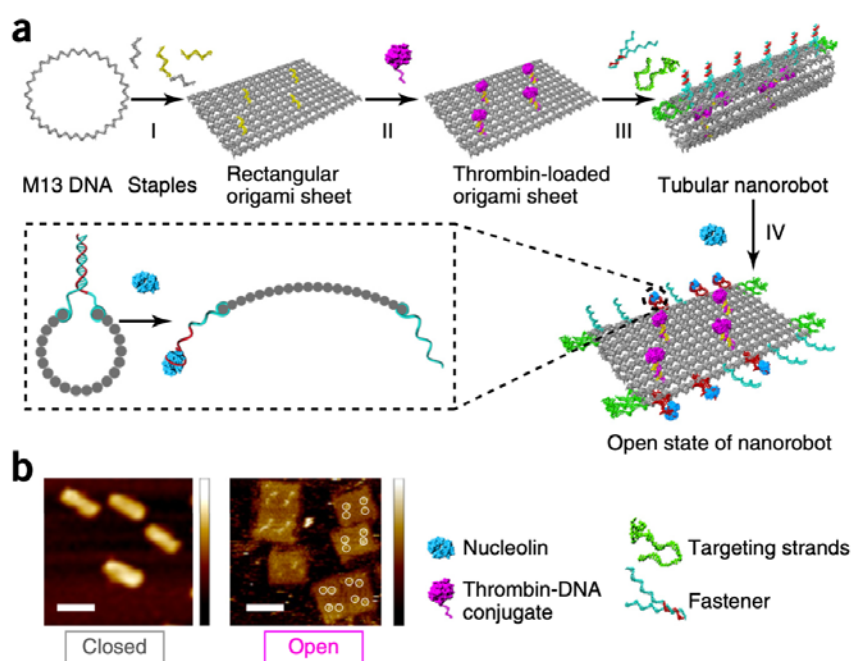 a
I
II
III
M13 DNA Staples
Rectangular
origami sheet
Thrombin-loaded
origami sheet
Tubular nanorobot
IV
Open state of nanorobot
b
Closed
Open
Nucleolin
Thrombin-DNA
conjugate
Targeting strands
Fastener